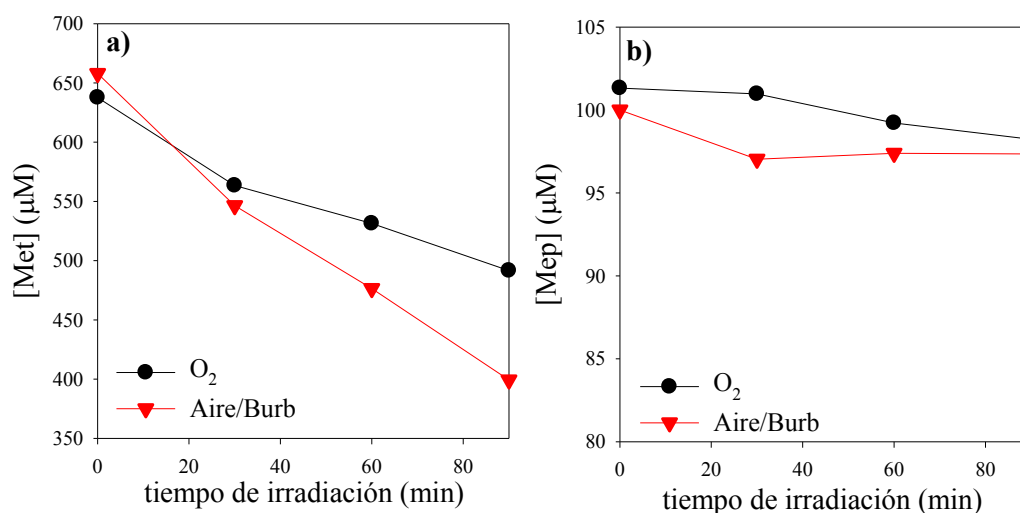 a)
700
650
600
550
500
450
400
350
[Met] (µM)
O2
Aire/Burb
0
20
40
60
80
tiempo de irradiación (min)
b)
105
100
95
85
80
[Mep] (µM)
O2
Aire/Burb
0
20
40
60
80
tiempo de irradiación (min)